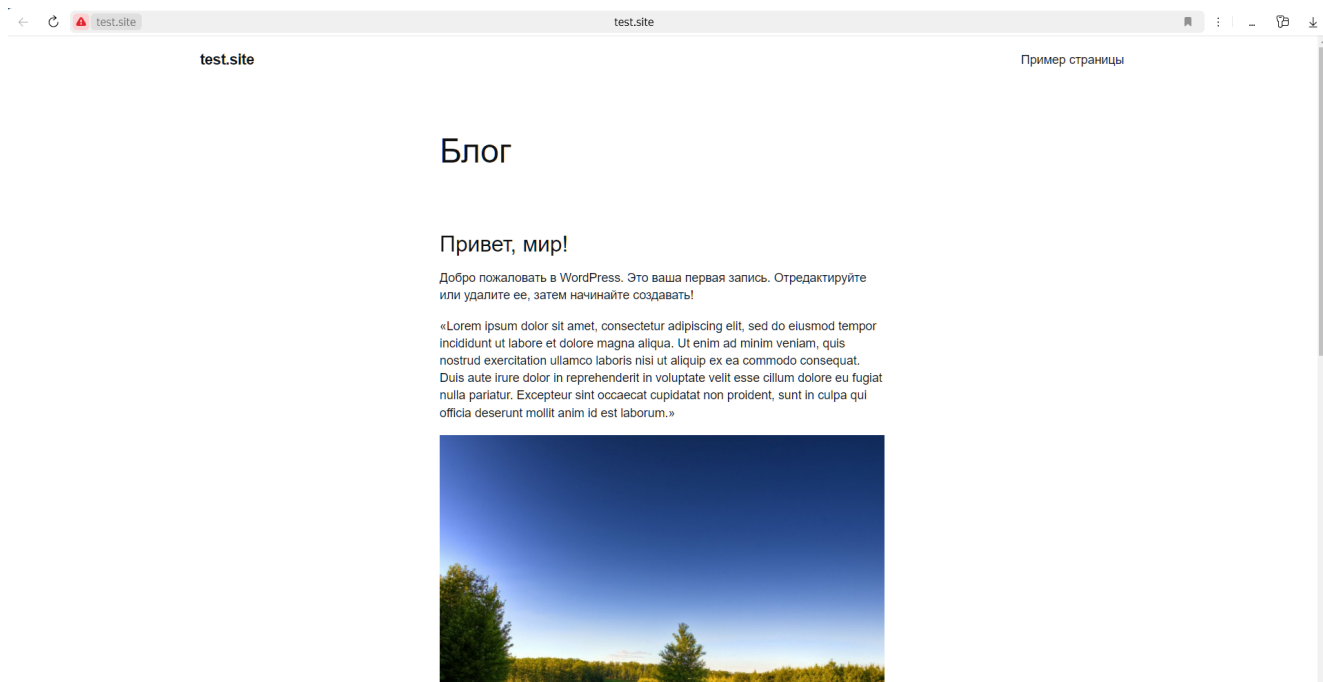 test.site
test.site
test.site
Пример страницы
Блог
Привет, мир!
Добро пожаловать в WordPress. Это ваша первая запись. Отредактируйте
или удалите ее, затем начинайте создавать!
«Lorem ipsum dolor sit amet, consectetur adipiscing elit, sed do eiusmod tempor
incididunt ut labore et dolore magna aliqua. Ut enim ad minim veniam, quis
nostrud exercitation ullamco laboris nisi ut aliquip ex ea commodo consequat.
Duis aute irure dolor in reprehenderit in voluptate velit esse cillum dolore eu fugiat
nulla pariatur. Excepteur sint occaecat cupidatat non proident, sunt in culpa qui
officia deserunt mollit anim id est laborum.»